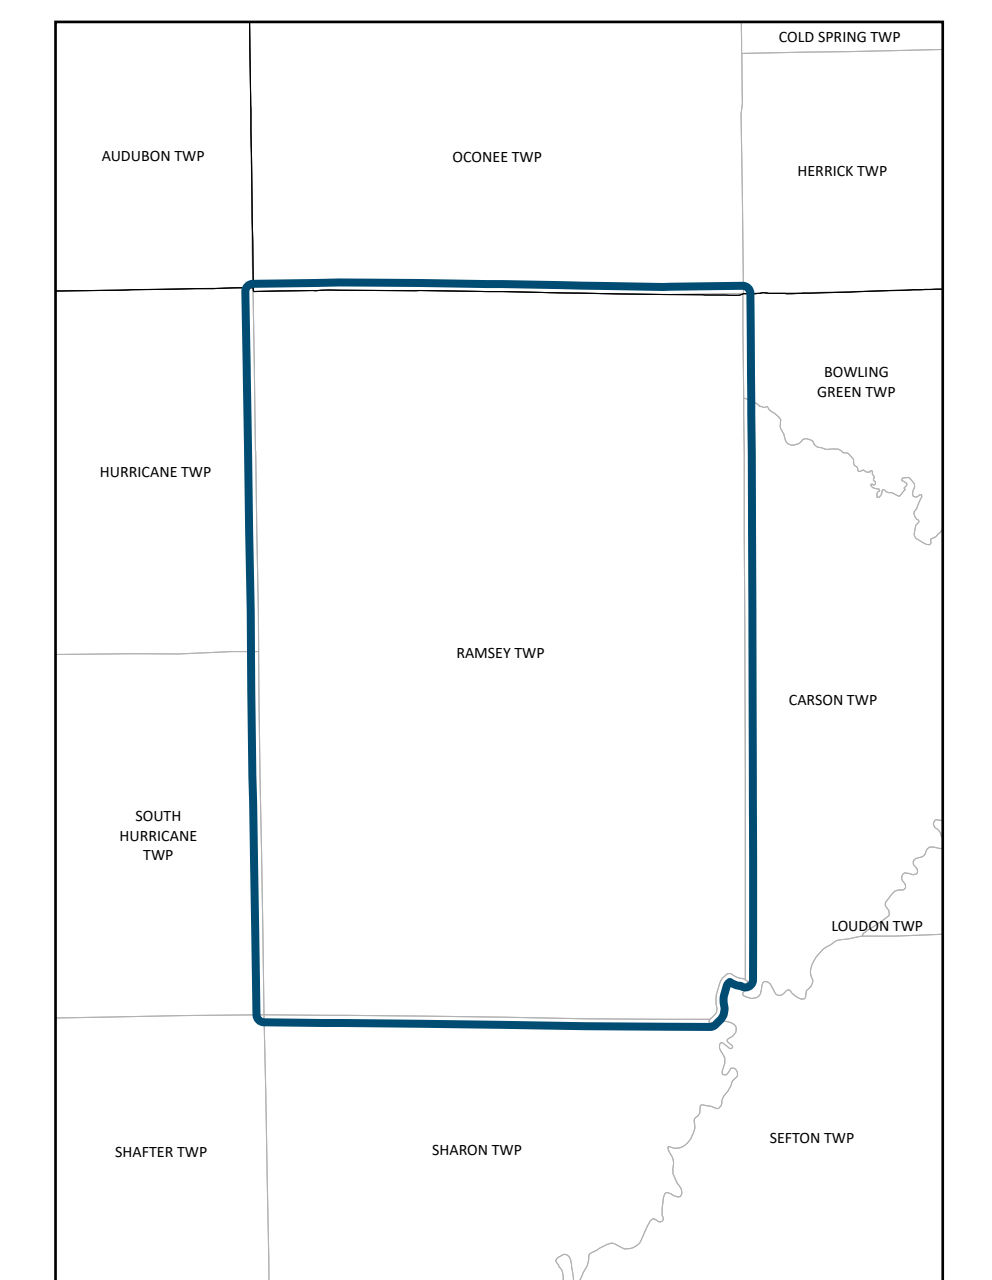 COLD SPRING TWP
AUDUBON TWP
OCONEE TWP
HERRICK TWP
BOWLING
GREEN TWP
HURRICANE TWP
RAMSEY TWP
CARSON TWP
SOUTH
HURRICANE
TWP
LOUDON TWP
SEFTON TWP
SHARON TWP
SHAFTER TWP